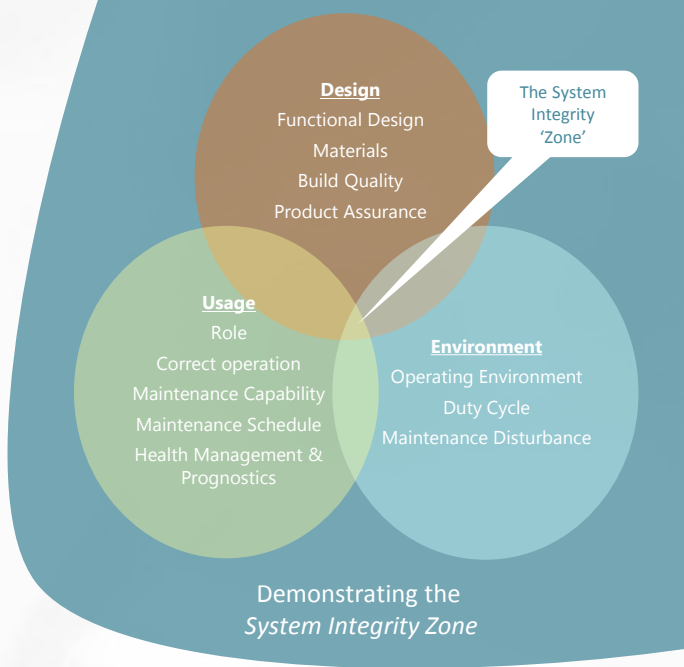 Design
Functional Design
Materials
Build Quality
Product Assurance
The System
Integrity
‘Zone’
Usage
Role
Correct operation
Maintenance Capability
Maintenance Schedule
Health Management &
Prognostics
Environment
Operating Environment
Duty Cycle
Maintenance Disturbance
Demonstrating the
System Integrity Zone